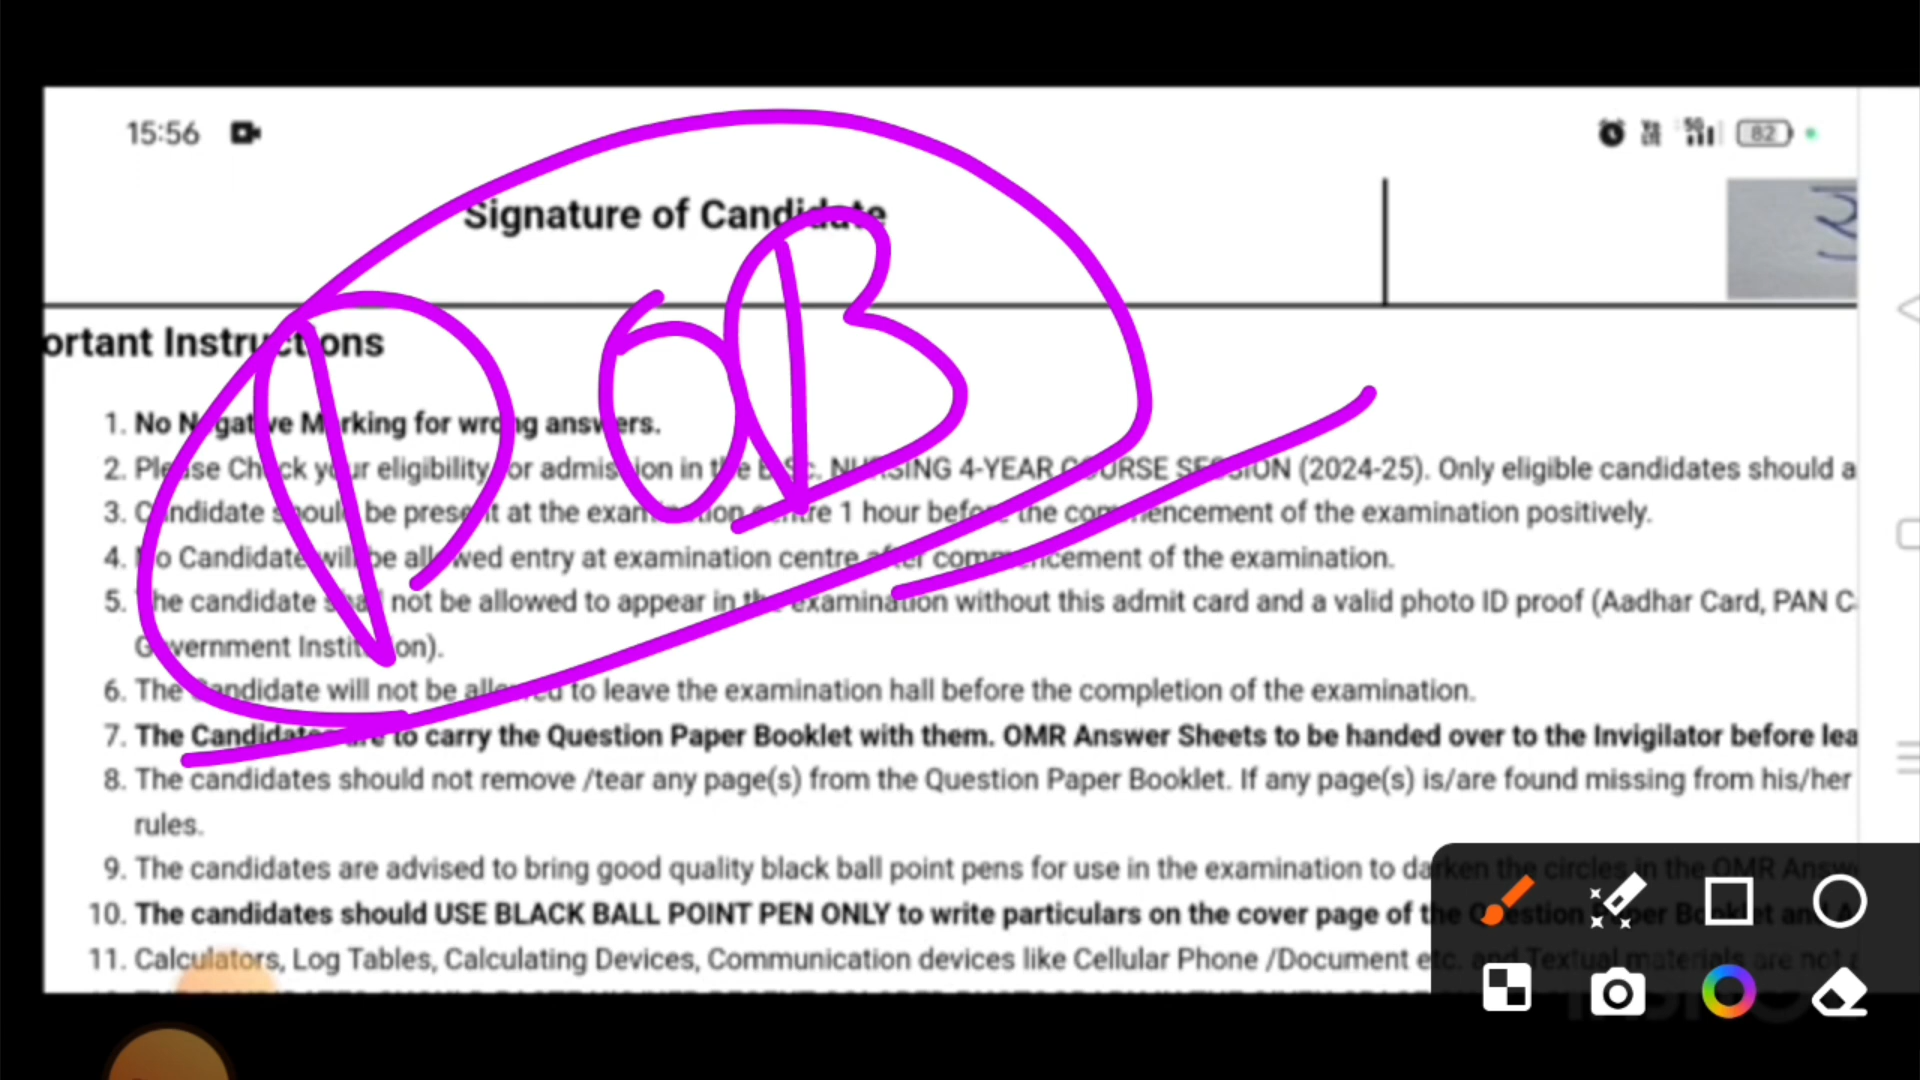 15:56
Vo LTE 5G 82
Signature of Candidate
ortant Instructions
1. No Negative Marking for wrong answers.
2. Please Check your eligibility for admission in the B.Sc. NURSING 4-YEAR COURSE SESSION (2024-25). Only eligible candidates should a
3. Candidate should be present at the examination centre 1 hour before the commencement of the examination positively.
4. No Candidate will be allowed entry at examination centre after commencement of the examination.
5. The candidate shall not be allowed to appear in the examination without this admit card and a valid photo ID proof (Aadhar Card, PAN C
Government Institution).
6. The Candidate will not be allowed to leave the examination hall before the completion of the examination.
7. The Candidates are to carry the Question Paper Booklet with them. OMR Answer Sheets to be handed over to the Invigilator before lea
8. The candidates should not remove /tear any page(s) from the Question Paper Booklet. If any page(s) is/are found missing from his/her
rules.
9. The candidates are advised to bring good quality black ball point pens for use in the examination to darken the circles in the OMR Answ
10. The candidates should USE BLACK BALL POINT PEN ONLY to write particulars on the cover page of the Question Paper Booklet and
11. Calculators, Log Tables, Calculating Devices, Communication devices like Cellular Phone /Document etc. and Textual materials are not
DOB